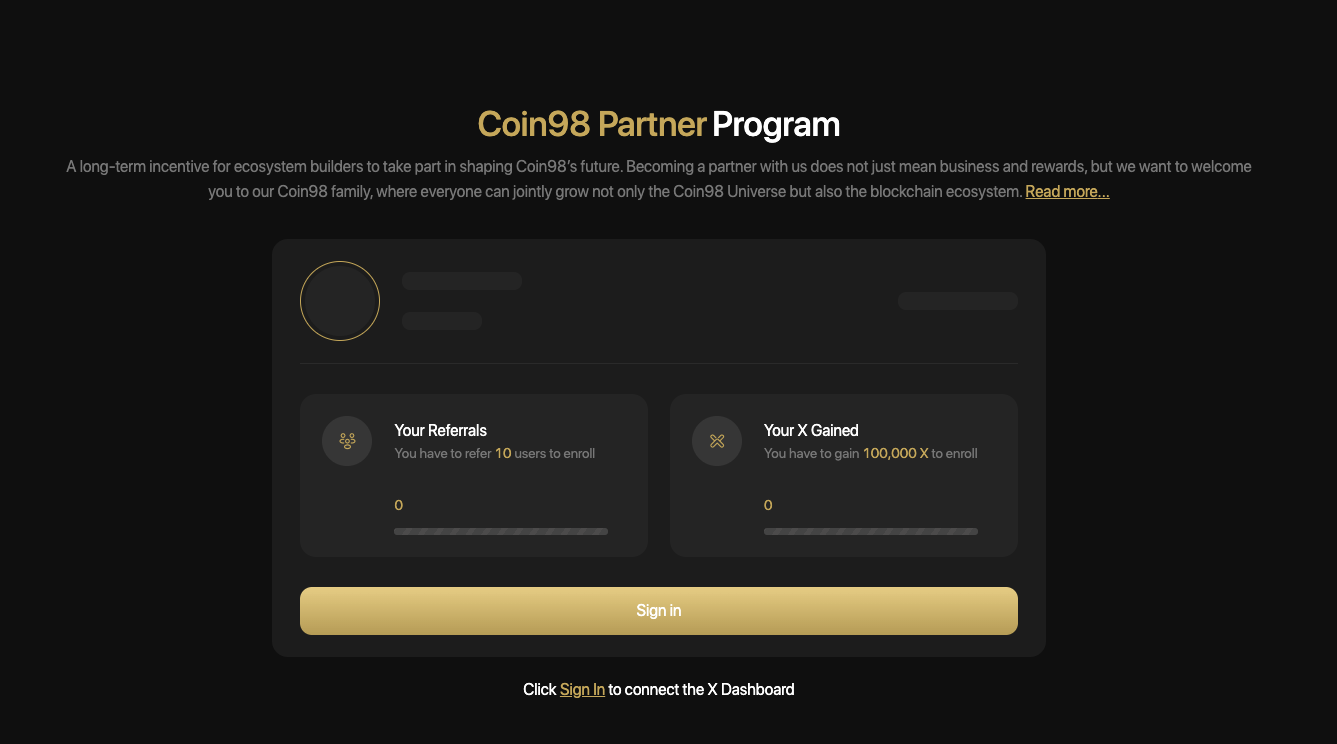 Coin98 Partner Program
A long-term incentive for ecosystem builders to take part in shaping Coin98’s future. Becoming a partner with us does not just mean business and rewards, but we want to welcome
you to our Coin98 family, where everyone can jointly grow not only the Coin98 Universe but also the blockchain ecosystem. Read more...
Your Referrals
You have to refer 10 users to enroll
0
Your X Gained
You have to gain 100,000 X to enroll
0
Sign in
Click Sign In to connect the X Dashboard